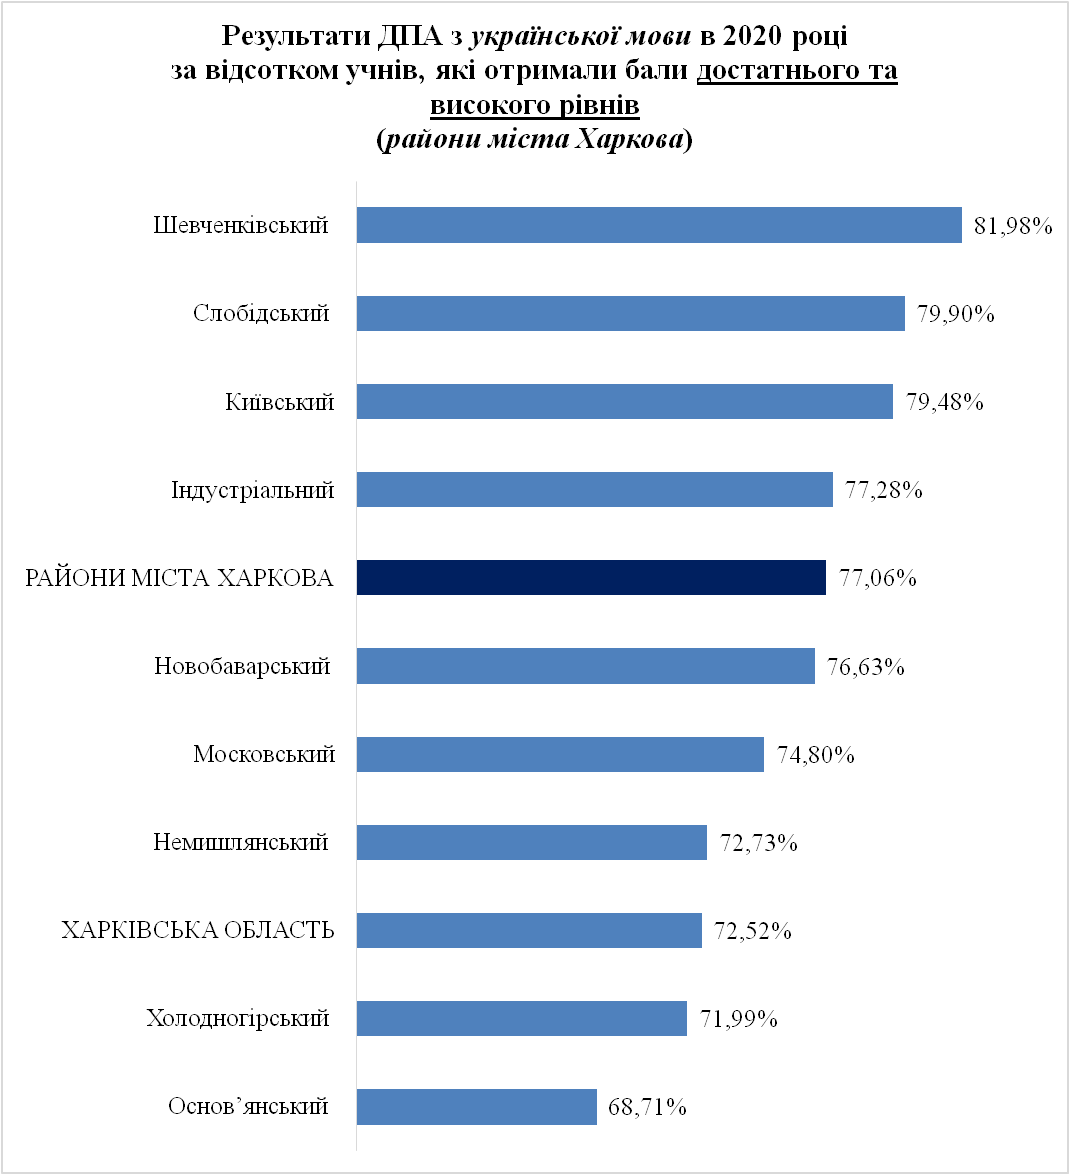 Результати ДПА з української мови в 2020 році
за відсотком учнів, які отримали бали достатнього та
високого рівнів
(райони міста Харкова)
Шевченківський 81,98%
Слобідський 79,90%
Київський 79,48%
Індустріальний 77,28%
РАЙОНИ МІСТА ХАРКОВА 77,06%
Новобаварський 76,63%
Московський 74,80%
Немишлянський 72,73%
ХАРКІВСЬКА ОБЛАСТЬ 72,52%
Холодногірський 71,99%
Основ’янський 68,71%